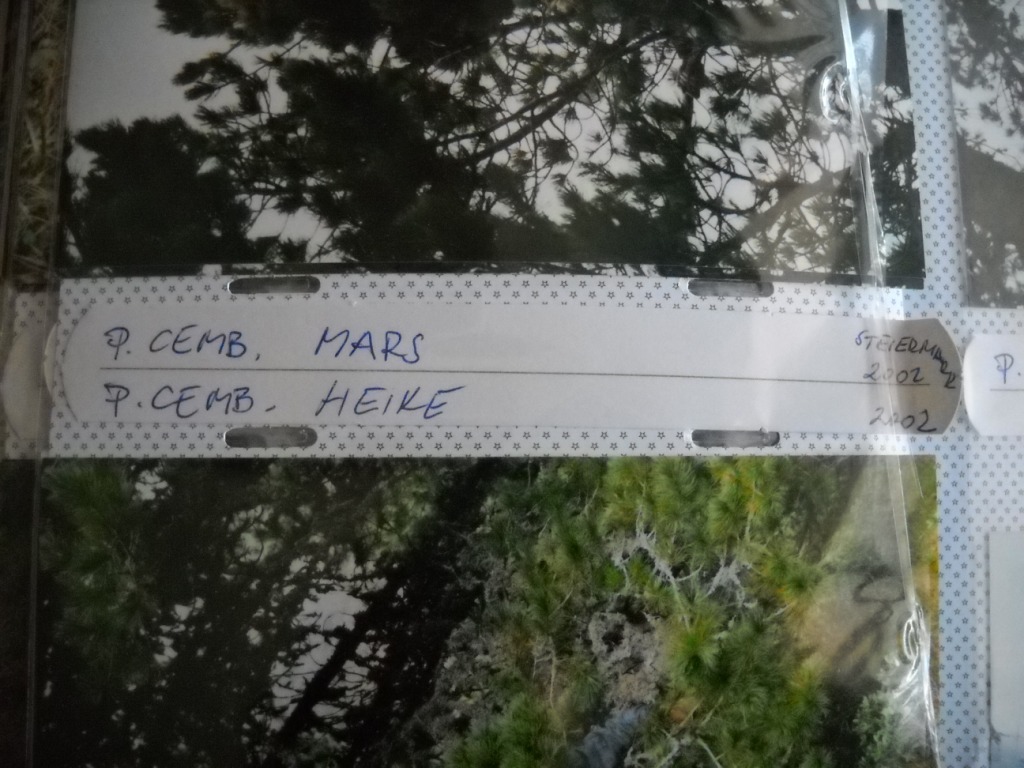 P. CEMB. MARS STEIERMARK 2002
P. CEMB. HEIKE 2002
P.